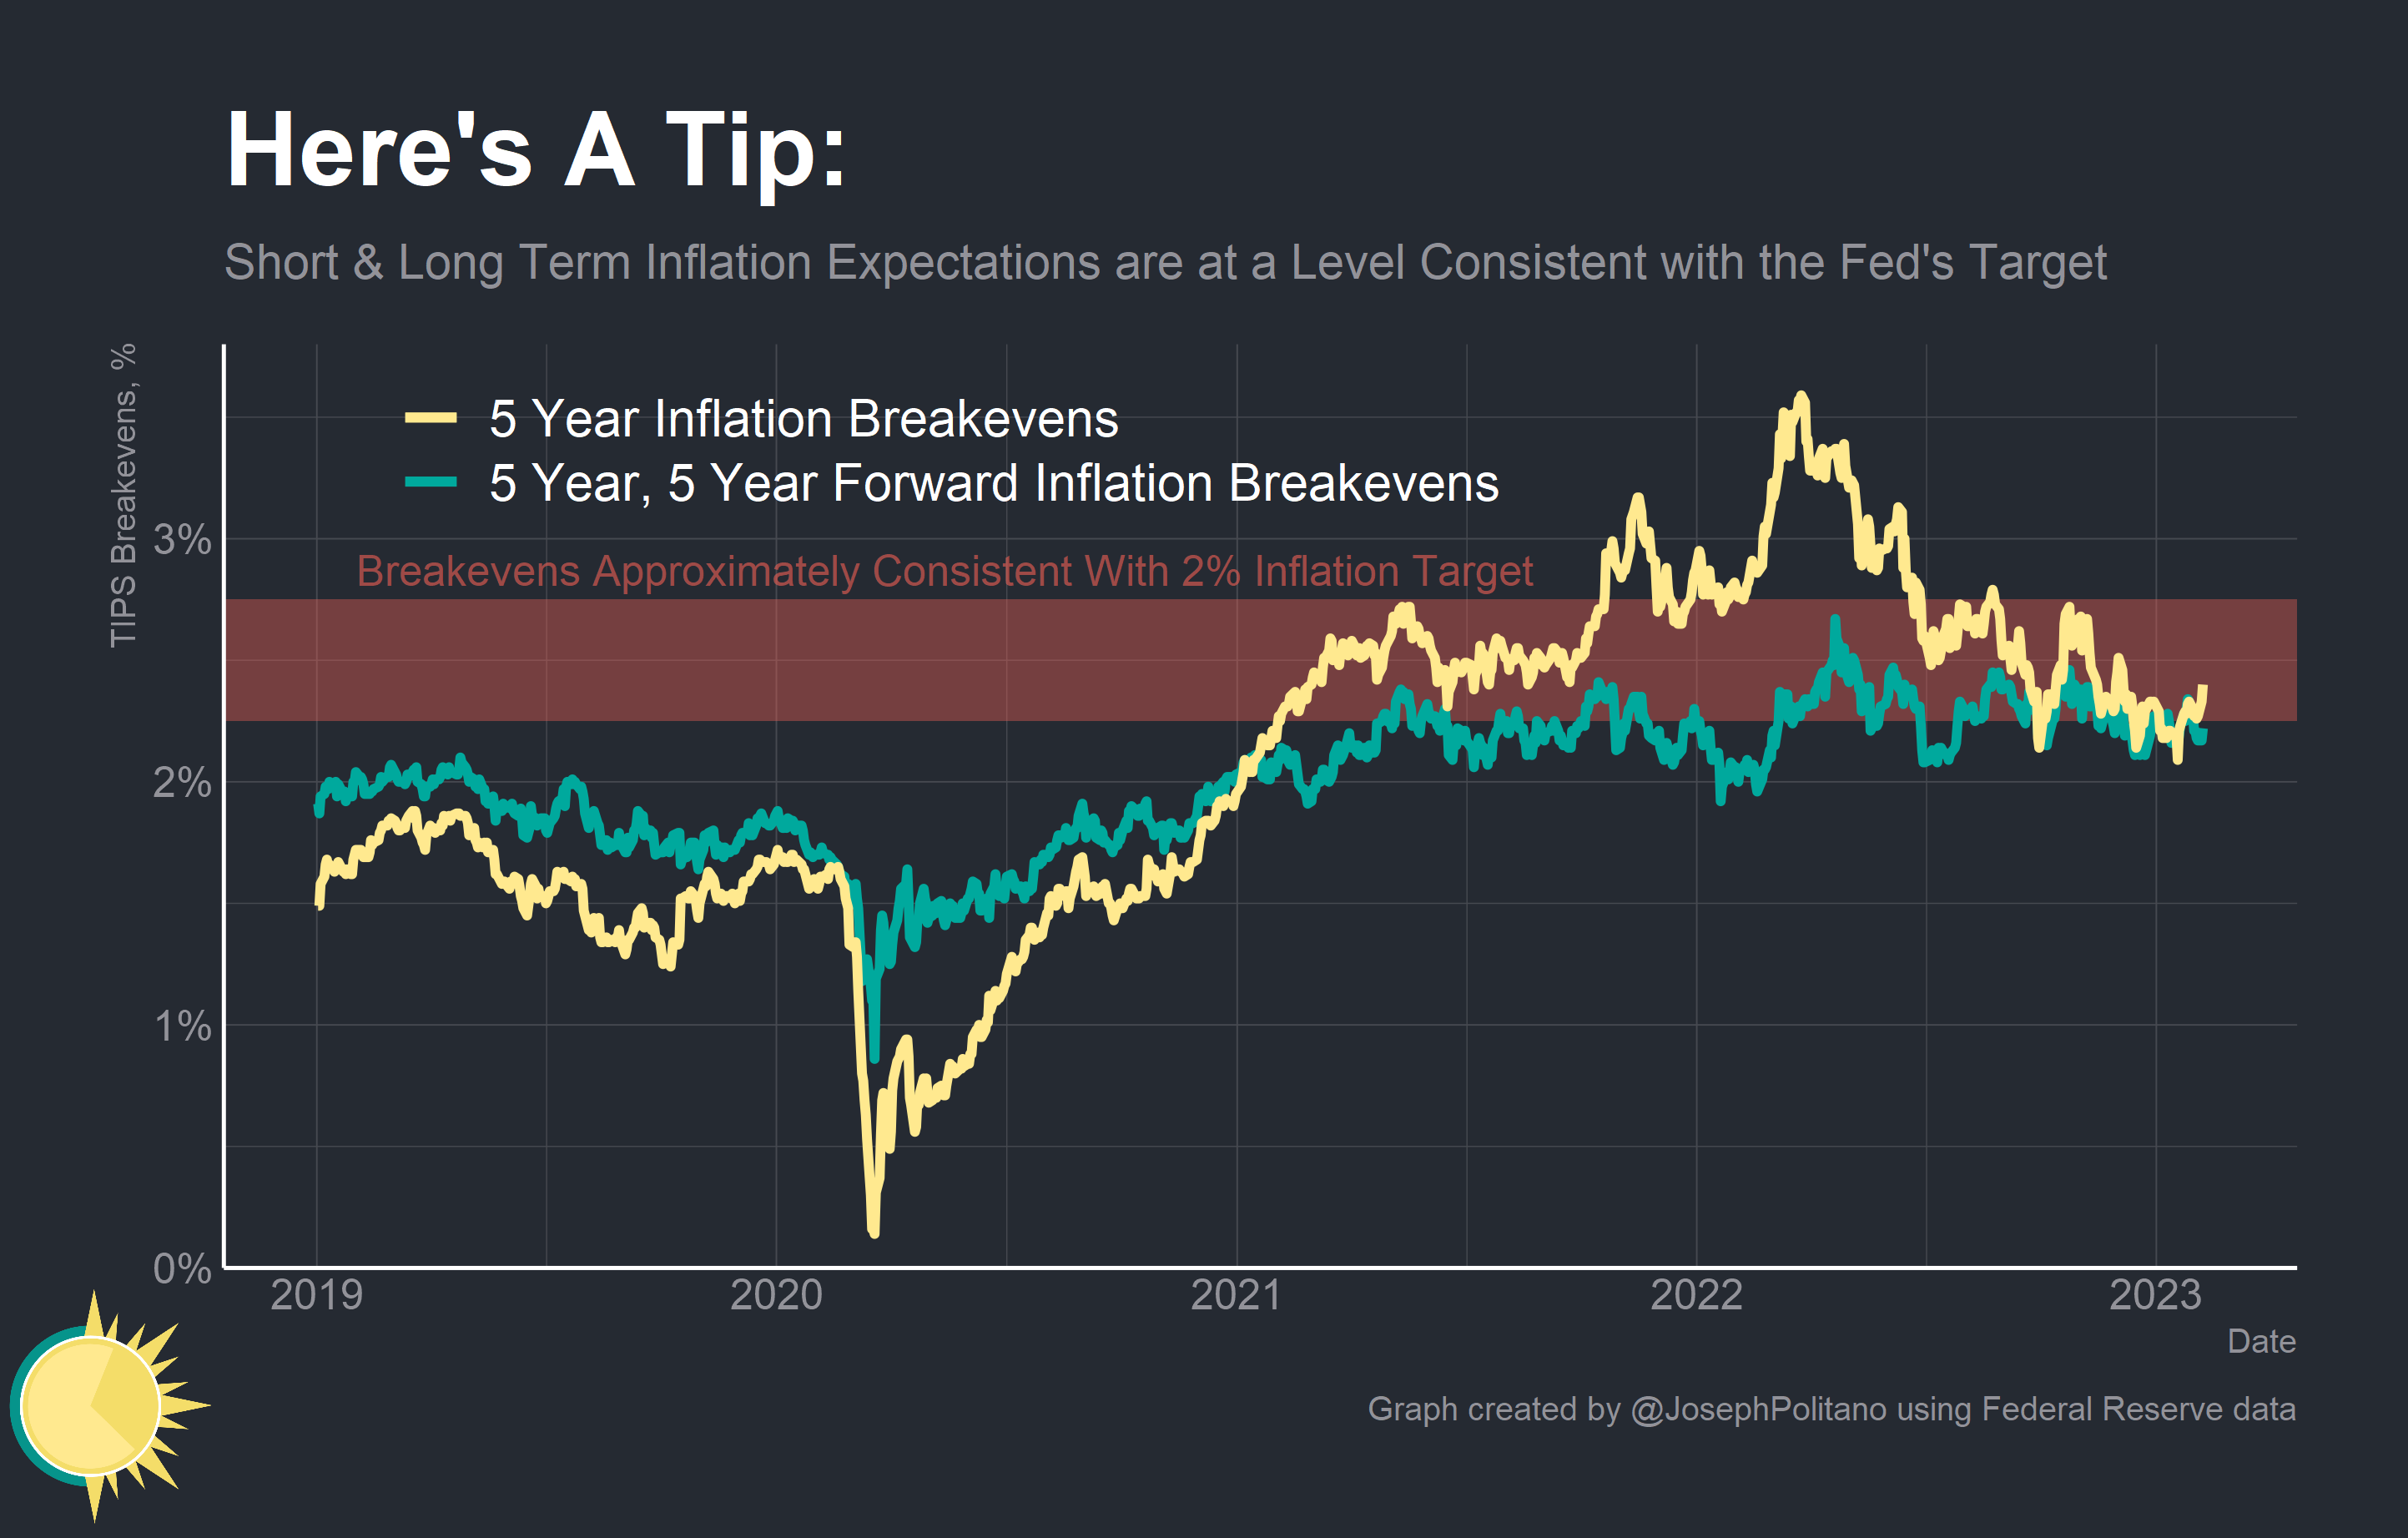 Here's A Tip:
Short & Long Term Inflation Expectations are at a Level Consistent with the Fed's Target
TIPS Breakevens, %
5 Year Inflation Breakevens
5 Year, 5 Year Forward Inflation Breakevens
3%
Breakevens Approximately Consistent With 2% Inflation Target
2%
1%
0%
2019 2020 2021 2022 2023
Date
Graph created by @JosephPolitano using Federal Reserve data